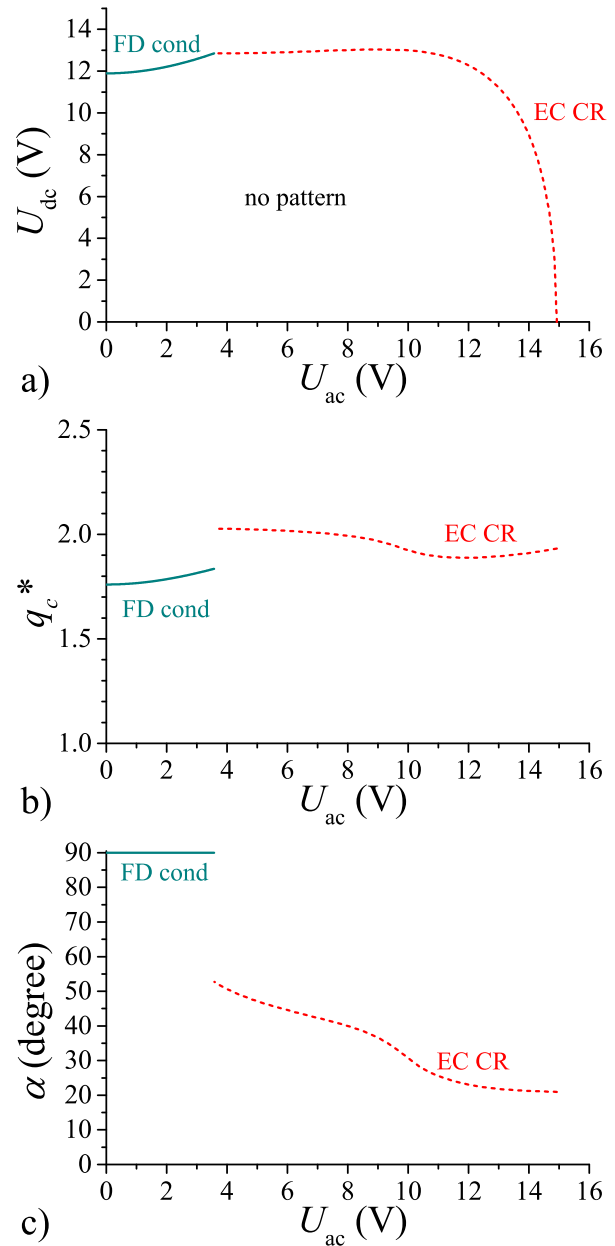 FD cond
EC CR
no pattern
U_dc (V)
14
12
10
8
6
4
2
0
0 2 4 6 8 10 12 14 16
a)
U_ac (V)
2.5
2.0
1.5
1.0
EC CR
FD cond
q_c*
0 2 4 6 8 10 12 14 16
b)
U_ac (V)
90
80
70
60
50
40
30
20
10
0
FD cond
EC CR
α (degree)
0 2 4 6 8 10 12 14 16
c)
U_ac (V)